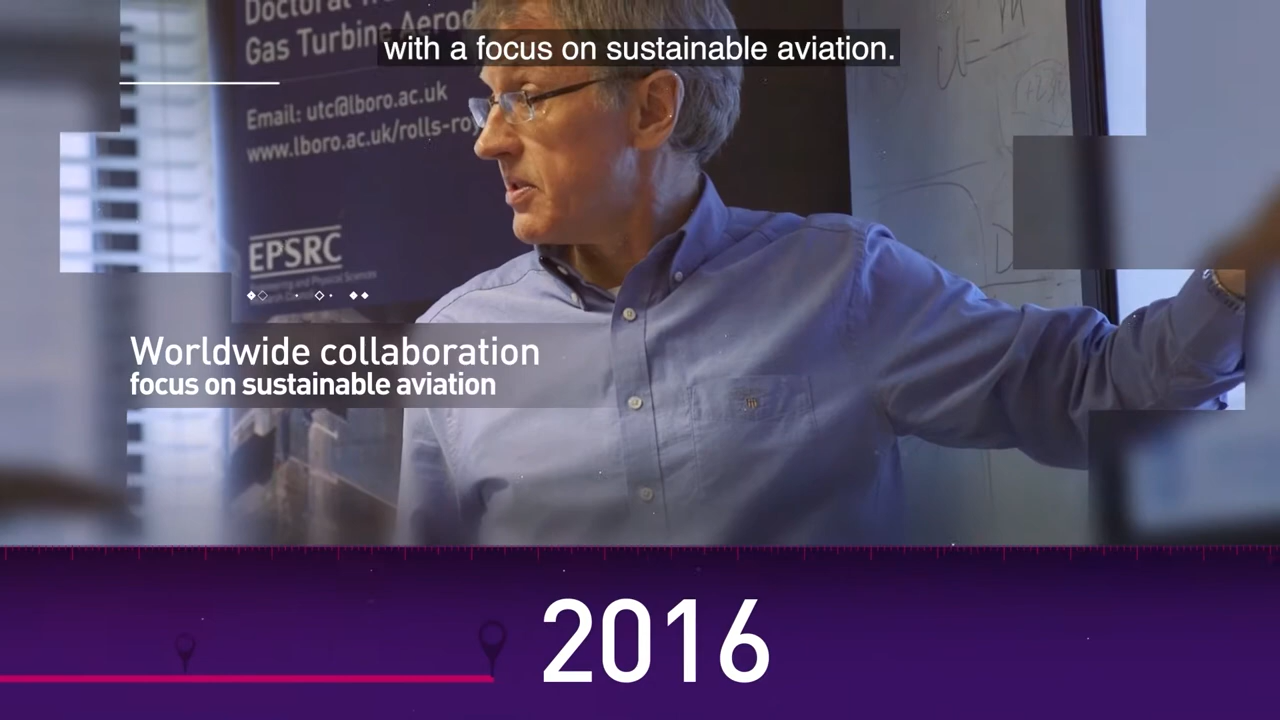 with a focus on sustainable aviation.
Doctoral
Gas Turbine
Email: utc@lboro.ac.uk
www.lboro.ac.uk/rolls-roy
EPSRC
Worldwide collaboration
focus on sustainable aviation
2016